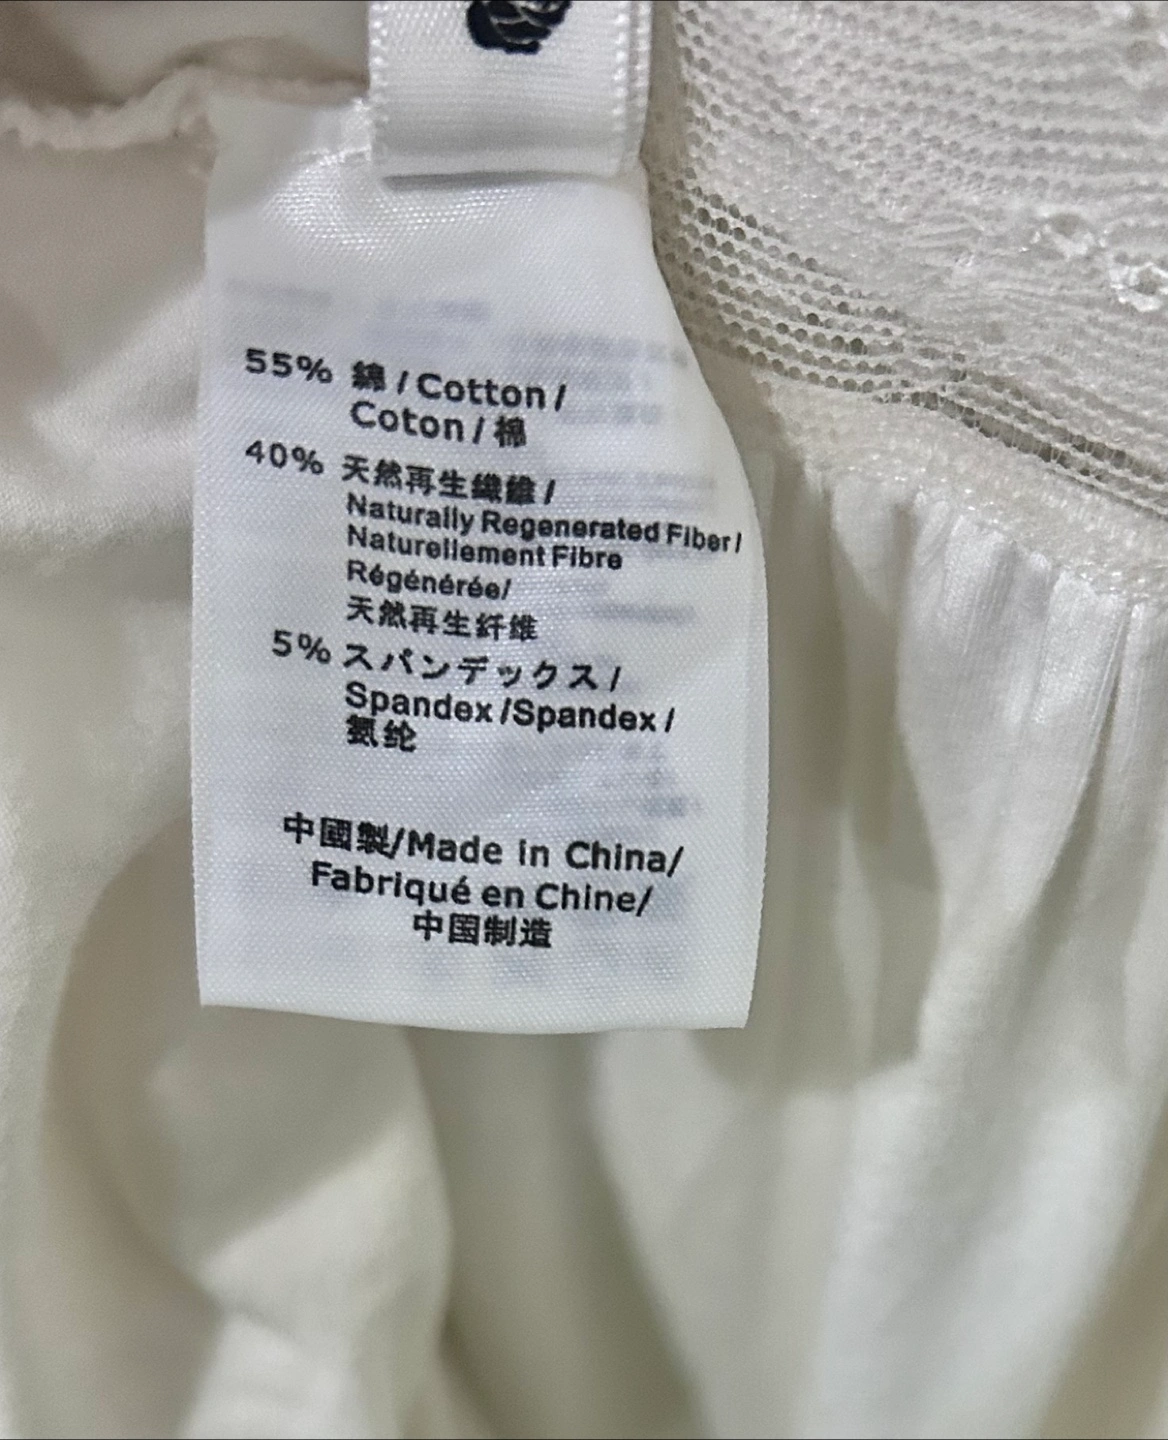 55% 綿 / Cotton /
Coton / 棉
40% 天然再生繊維 /
Naturally Regenerated Fiber /
Naturellement Fibre
Régénérée/
天然再生纤维
5% スパンデックス /
Spandex /Spandex /
氨纶
中國製/Made in China/
Fabriqué en Chine/
中国制造